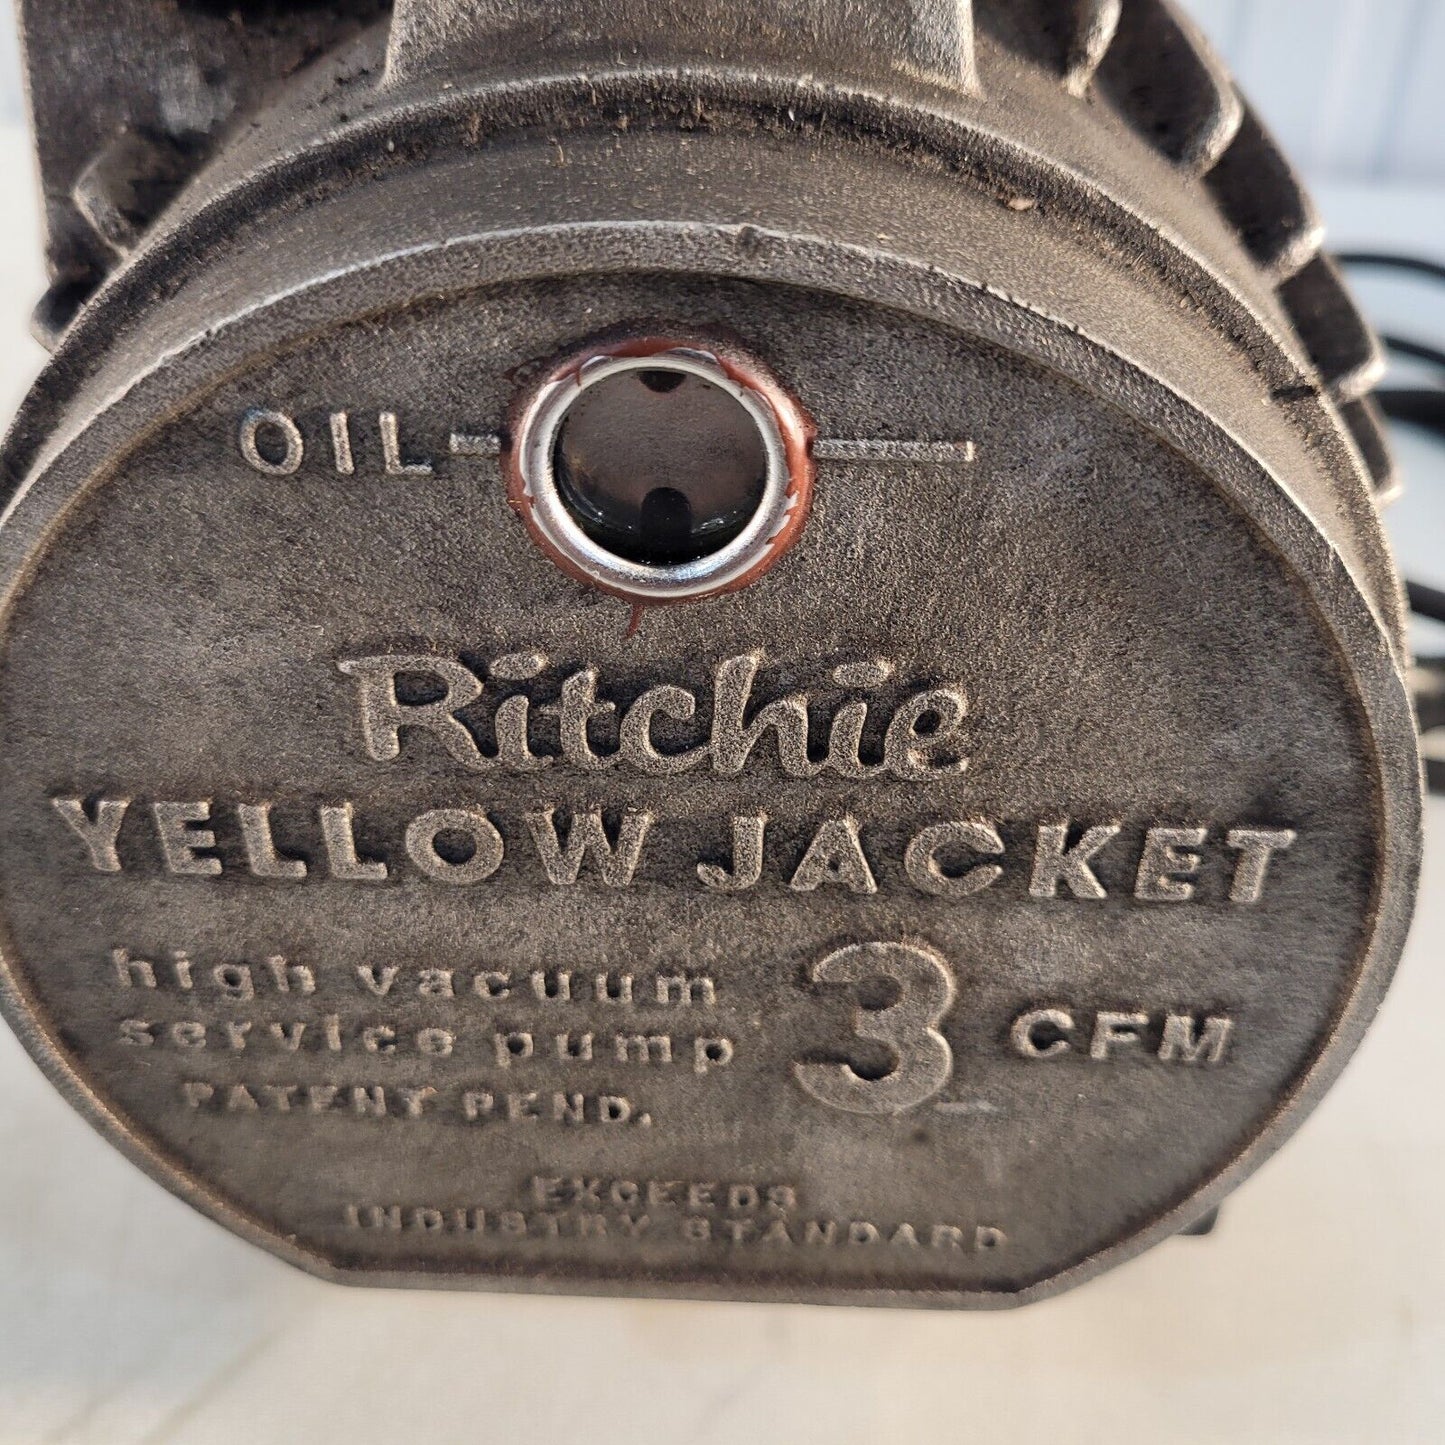 OIL
Ritchie
YELLOW JACKET
high vacuum
service pump
3 CFM
PATENT PEND.
EXCEEDS
INDUSTRY STANDARD